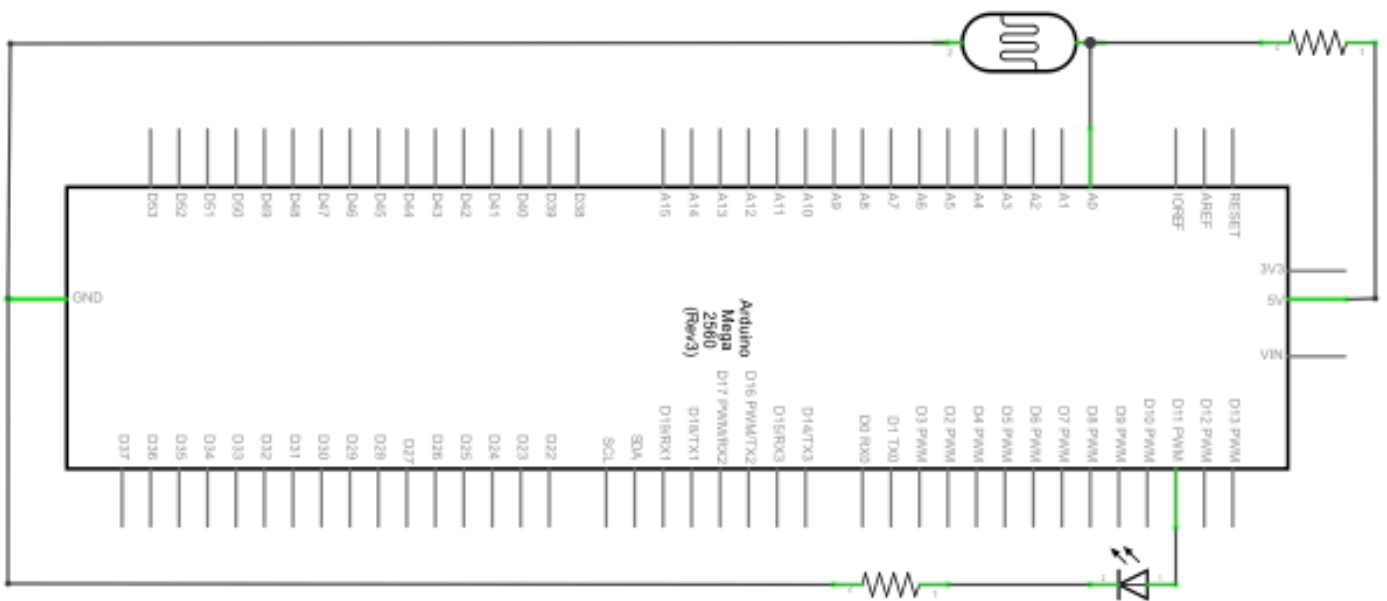 2
1
D53
D52
D51
D50
D49
D48
D47
D46
D45
D44
D43
D42
D41
D40
D39
D38
A15
A14
A13
A12
A11
A10
A9
A8
A7
A6
A5
A4
A3
A2
A1
A0
IOREF
AREF
RESET
3V3
5V
VIN
GND
Arduino
Mega
2560
(Rev3)
D37
D36
D35
D34
D33
D32
D31
D30
D29
D28
D27
D26
D25
D24
D23
D22
SCL
SDA
D19/RX1
D18/TX1
D17 PWM/RX2
D16 PWM/TX2
D15/RX3
D14/TX3
D0 RX0
D1 TX0
D3 PWM
D2 PWM
D4 PWM
D5 PWM
D6 PWM
D7 PWM
D8 PWM
D9 PWM
D10 PWM
D11 PWM
D12 PWM
D13 PWM
2
1